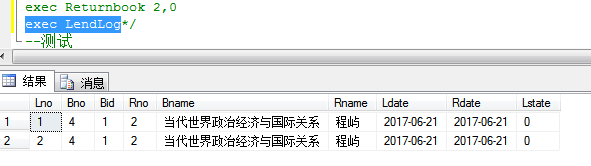 exec Returnbook 2,0
exec LendLog*/
---测试
结果 消息
Lno Bno Bid Rno Bname Rname Ldate Rdate Lstate
1 1 4 1 2 当代世界政治经济与国际关系 程屿 2017-06-21 2017-06-21 0
2 2 4 1 2 当代世界政治经济与国际关系 程屿 2017-06-21 2017-06-21 0